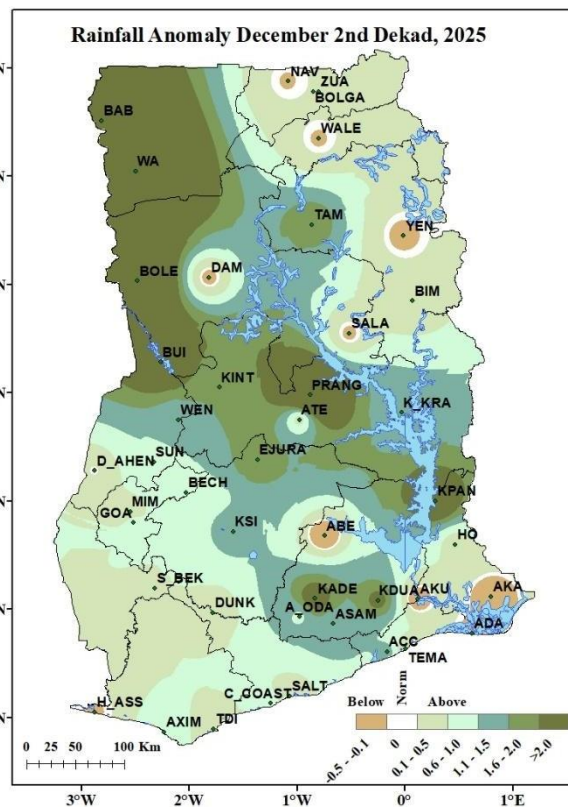 Rainfall Anomaly December 2nd Dekad, 2025
NAV
ZUA
BOLGA
BAB
WALE
WA
TAM
YEN
BOLE
DAM
BIM
SALA
BUI
KINT
PRANG
K_KRA
WEN
ATE
SUN
EJURA
D_AHEN
BECH
KPAN
MIM
GOA
KSI
ABE
HO
S_BEK
KADE
KDUA
AKU
AKA
DUNK
A_ODA
ASAM
ADA
ACC
TEMA
SALT
C_COAST
H_ASS
AXIM
TDI
Below
Norm
Above
-0.5 - -0.1
0
0.1 - 0.5
0.6 - 1.0
1.1 - 1.5
1.6 - 2.0
>2.0
0 25 50 100 Km
3°W 2°W 1°W 0° 1°E
N
N
N
N
N
N
N